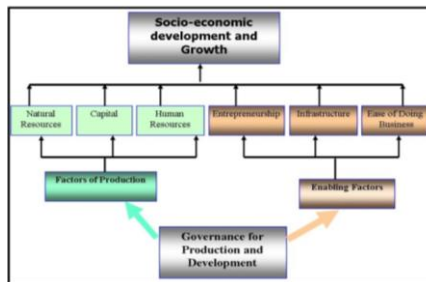 Socio-economic
development and
Growth
Natural
Resources
Capital
Human
Resources
Entrepreneurship
Infrastructure
Ease of Doing
Business
Factors of Production
Enabling Factors
Governance for
Production and
Development